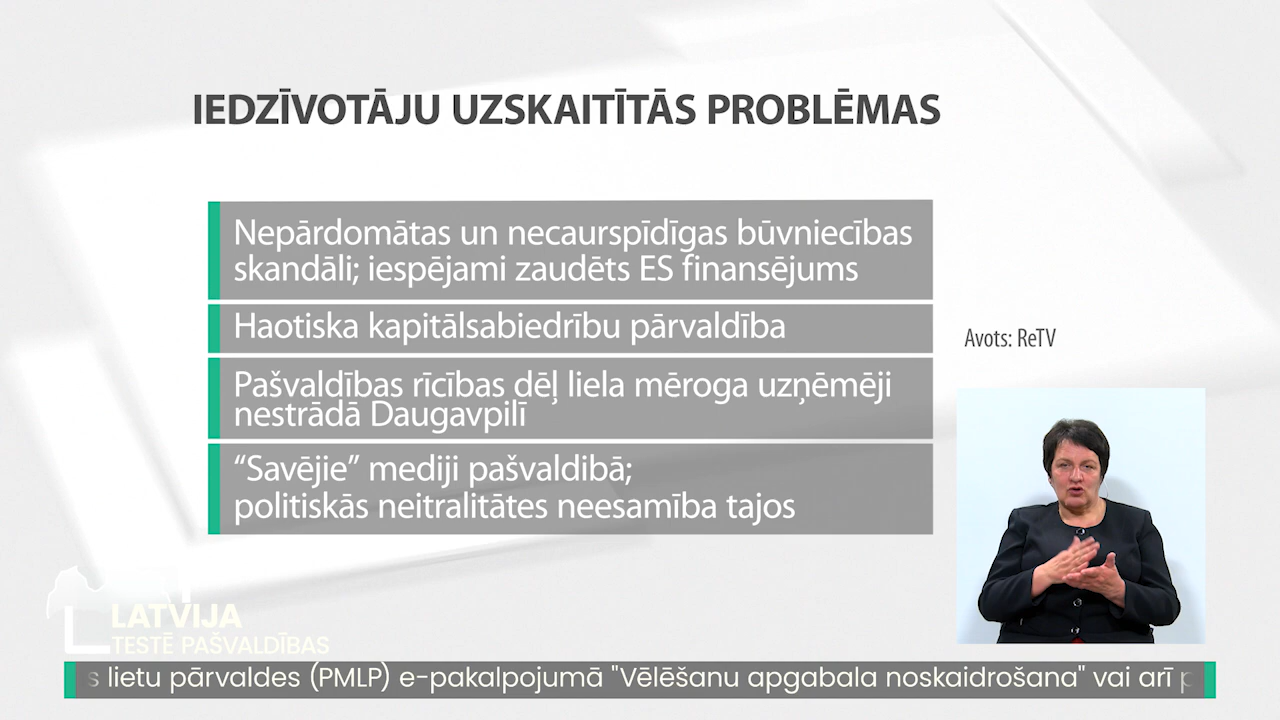 IEDZĪVOTĀJU UZSKAITĪTĀS PROBLĒMAS
Nepārdomātas un necaurspīdīgas būvniecības
skandāli; iespējami zaudēts ES finansējums
Haotiska kapitālsabiedrību pārvaldība
Pašvaldības rīcības dēļ liela mēroga uzņēmēji
nestrādā Daugavpilī
“Savējie” mediji pašvaldibā;
politiskās neitralitātes neesamība tajos
Avots: ReTV
LATVIJA
TESTĒ PAŠVALDĪBAS
s lietu pārvaldes (PMLP) e-pakalpojumā "Vēlēšanu apgabala noskaidrošana" vai arī p